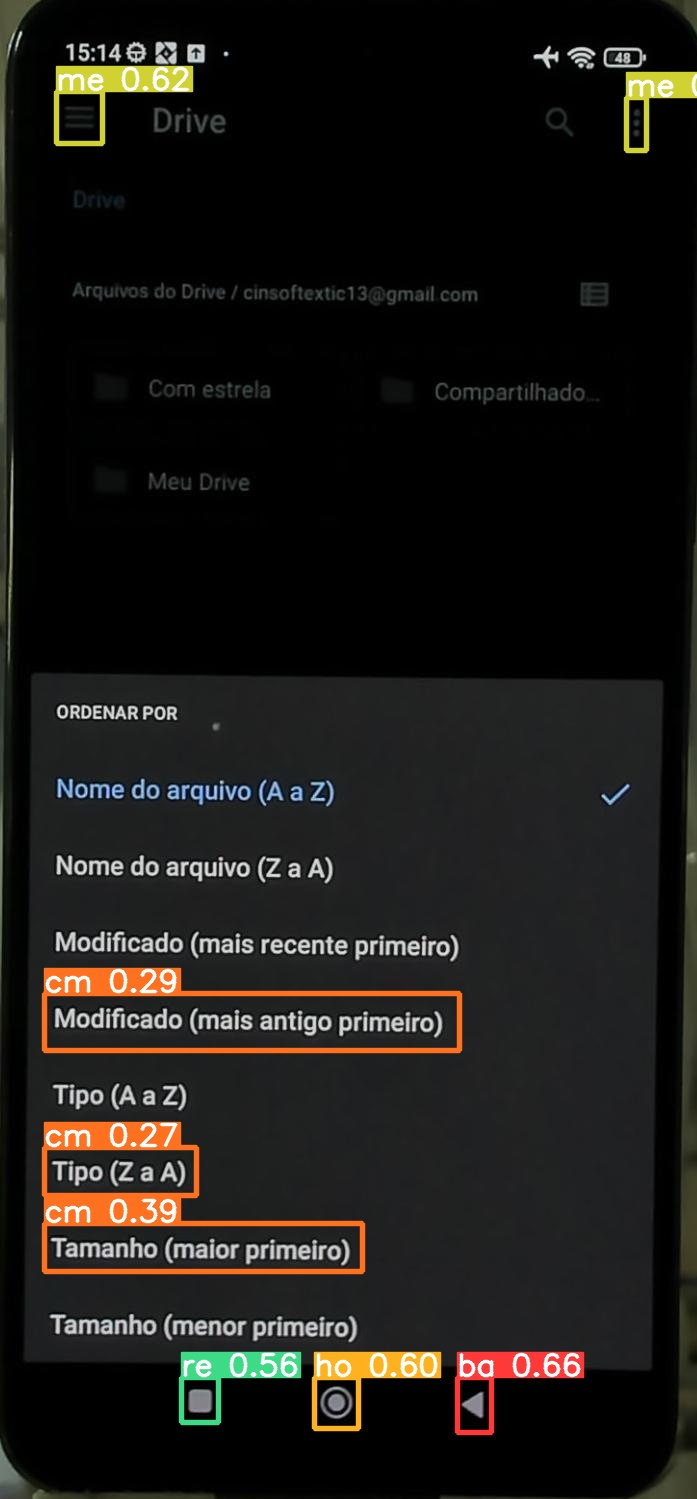 15:14
48
me 0.62
me 0
Drive
Drive
Arquivos do Drive / cinsoftextic13@gmail.com
Com estrela
Compartilhado...
Meu Drive
ORDENAR POR
Nome do arquivo (A a Z)
Nome do arquivo (Z a A)
Modificado (mais recente primeiro)
cm 0.29
Modificado (mais antigo primeiro)
Tipo (A a Z)
cm 0.27
Tipo (Z a A)
cm 0.39
Tamanho (maior primeiro)
Tamanho (menor primeiro)
re 0.56
ho 0.60
ba 0.66